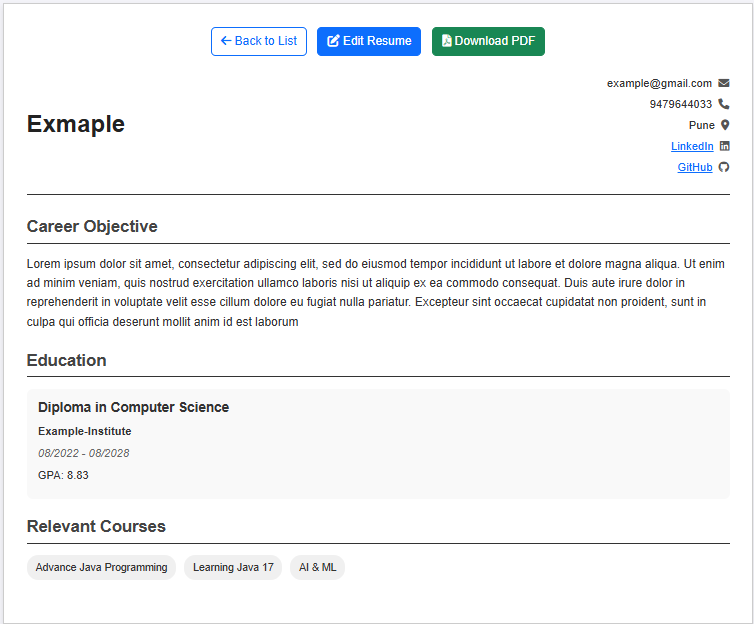 Back to List
Edit Resume
Download PDF
example@gmail.com
9479644033
Exmaple
Pune
LinkedIn
GitHub
Career Objective
Lorem ipsum dolor sit amet, consectetur adipiscing elit, sed do eiusmod tempor incididunt ut labore et dolore magna aliqua. Ut enim
ad minim veniam, quis nostrud exercitation ullamco laboris nisi ut aliquip ex ea commodo consequat. Duis aute irure dolor in
reprehenderit in voluptate velit esse cillum dolore eu fugiat nulla pariatur. Excepteur sint occaecat cupidatat non proident, sunt in
culpa qui officia deserunt mollit anim id est laborum
Education
Diploma in Computer Science
Example-Institute
08/2022 - 08/2028
GPA: 8.83
Relevant Courses
Advance Java Programming
Learning Java 17
AI & ML